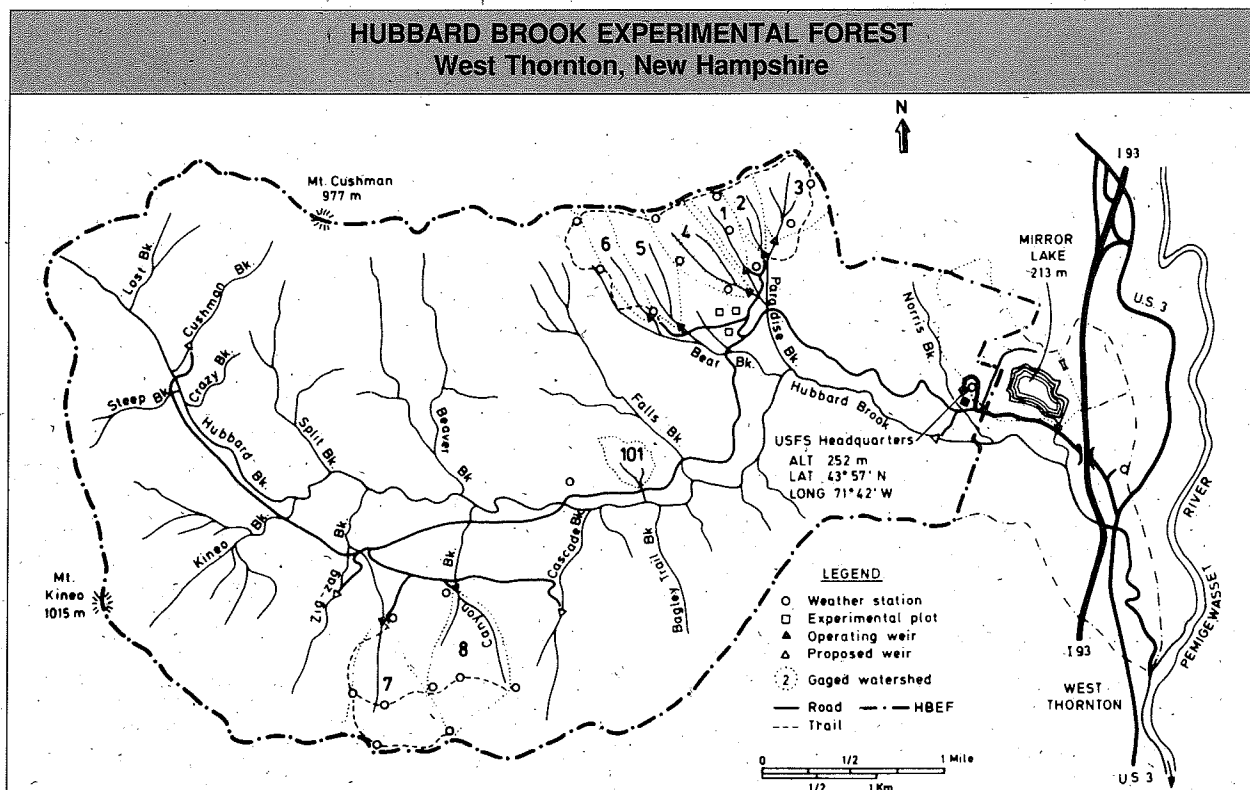 HUBBARD BROOK EXPERIMENTAL FOREST
West Thornton, New Hampshire
N
I 93
Mt. Cushman
977 m
3
2
1
4
5
6
MIRROR
LAKE
213 m
U.S 3
Lost Bk
Cushman Bk
Paradise Bk.
Norris Bk
Bear Bk.
Steep Bk
Crazy Bk
Hubbard Bk.
Split Bk
Beaver Bk
Falls Bk
Hubbard Brook
101
USFS Headquarters
ALT 252 m
LAT 43° 57' N
LONG 71° 42' W
Kineo Bk.
Zig-zag Bk.
Canyon Bk.
Cascade Bk
Bagley Trail Bk
RIVER
PEMIGEWASSET
Mt.
Kineo
1015 m
8
7
LEGEND
Weather station
Experimental plot
Operating weir
Proposed weir
2 Gaged watershed
Road HBEF
Trail
I 93
WEST
THORNTON
0 1/2 1 Mile
1/2 1 Km
US 3